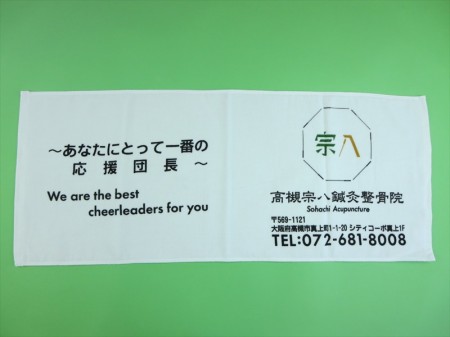 ～あなたにとって一番の
応援団長～
We are the best
cheerleaders for you
宗八
高槻宗八鍼灸整骨院
Sohachi Acupuncture
〒569-1121
大阪府高槻市真上町1-1-20 シティコーポ真上1F
TEL:072-681-8008